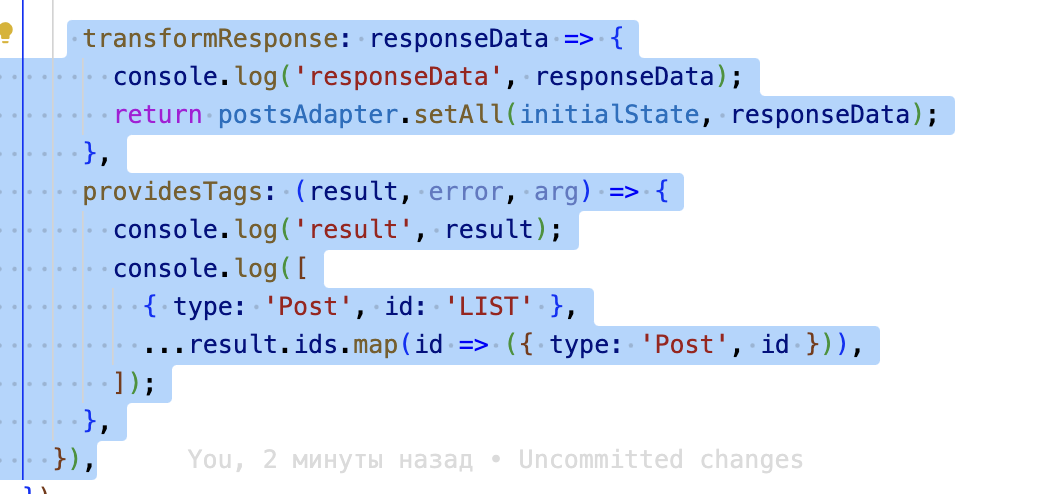 transformResponse: responseData => {
console.log('responseData', responseData);
return postsAdapter.setAll(initialState, responseData);
},
providesTags: (result, error, arg) => {
console.log('result', result);
console.log([
{ type: 'Post', id: 'LIST' },
...result.ids.map(id => ({ type: 'Post', id })),
]);
},
}),
You, 2 минуты назад • Uncommitted changes
})